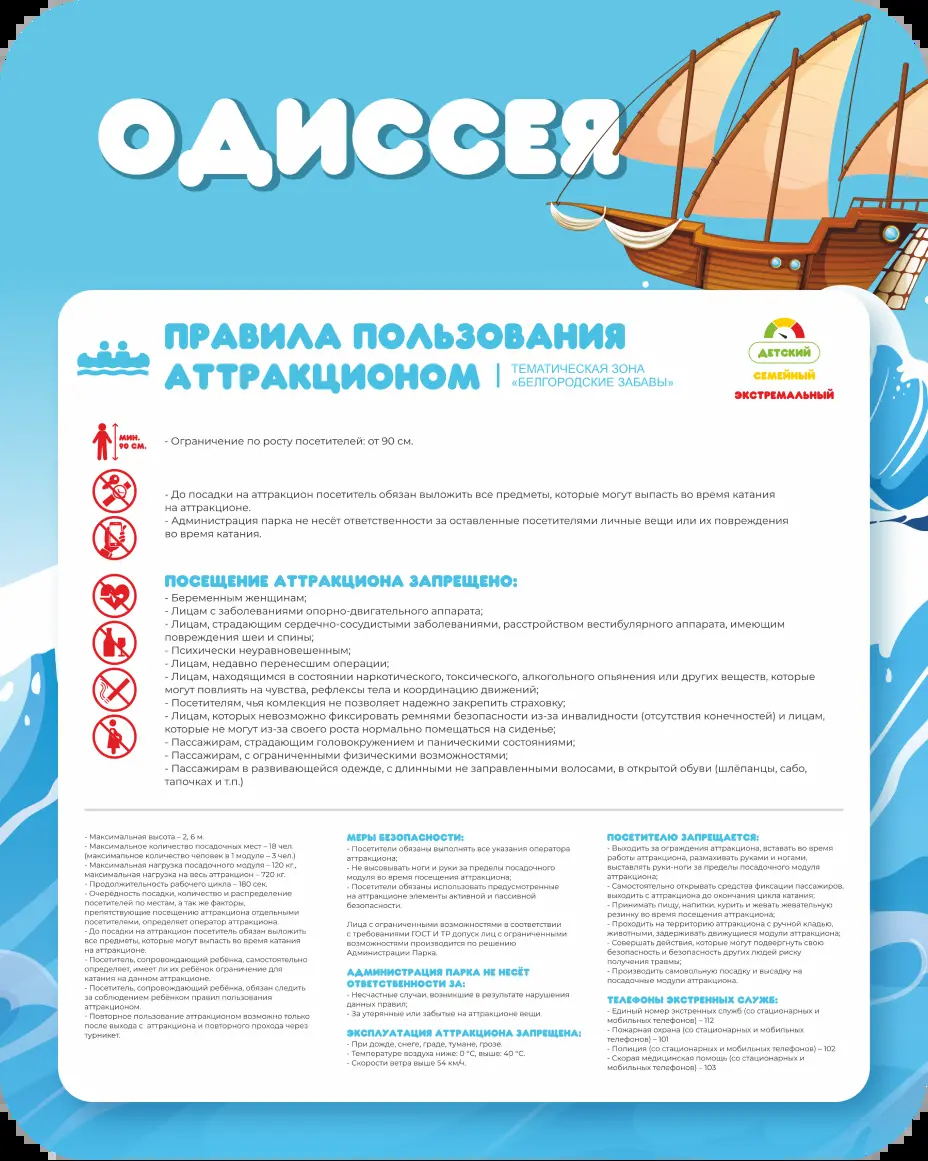 ОДИССЕЯ
ПРАВИЛА ПОЛЬЗОВАНИЯ
АТТРАКЦИОНОМ
ТЕМАТИЧЕСКАЯ ЗОНА
«БЕЛГОРОДСКИЕ ЗАБАВЫ»
ДЕТСКИЙ
СЕМЕЙНЫЙ
ЭКСТРЕМАЛЬНЫЙ
МИН.
90 СМ.
- Ограничение по росту посетителей: от 90 см.
- До посадки на аттракцион посетитель обязан выложить все предметы, которые могут выпасть во время катания
на аттракционе.
- Администрация парка не несёт ответственности за оставленные посетителями личные вещи или их повреждения
во время катания.
ПОСЕЩЕНИЕ АТТРАКЦИОНА ЗАПРЕЩЕНО:
- Беременным женщинам;
- Лицам с заболеваниями опорно-двигательного аппарата;
- Лицам, страдающим сердечно-сосудистыми заболеваниями, расстройством вестибулярного аппарата, имеющим
повреждения шеи и спины;
- Психически неуравновешенным;
- Лицам, недавно перенесшим операции;
- Лицам, находящимся в состоянии наркотического, токсического, алкогольного опьянения или других веществ, которые
могут повлиять на чувства, рефлексы тела и координацию движений;
- Посетителям, чья комлекция не позволяет надежно закрепить страховку;
- Лицам, которых невозможно фиксировать ремнями безопасности из-за инвалидности (отсутствия конечностей) и лицам,
которые не могут из-за своего роста нормально помещаться на сиденье;
- Пассажирам, страдающим головокружением и паническими состояниями;
- Пассажирам, с ограниченными физическими возможностями;
- Пассажирам в развивающейся одежде, с длинными не заправленными волосами, в открытой обуви (шлёпанцы, сабо,
тапочках и т.п.)
- Максимальная высота – 2, 6 м.
- Максимальное количество посадочных мест – 18 чел.
(максимальное количество человек в 1 модуле – 3 чел.)
- Максимальная нагрузка посадочного модуля – 120 кг.,
максимальная нагрузка на весь аттракцион – 720 кг.
- Продолжительность рабочего цикла – 180 сек.
- Очерёдность посадки, количество и распределение
посетителей по местам, а так же факторы,
препятствующие посещению аттракциона отдельными
посетителями, определяет оператор аттракциона.
- До посадки на аттракцион посетитель обязан выложить
все предметы, которые могут выпасть во время катания
на аттракционе.
- Посетитель, сопровождающий ребёнка, самостоятельно
определяет, имеет ли их ребёнок ограничение для
катания на данном аттракционе.
- Посетитель, сопровождающий ребёнка, обязан следить
за соблюдением ребёнком правил пользования
аттракционом.
- Повторное пользование аттракционом возможно только
после выхода с аттракциона и повторного прохода через
турникет.
МЕРЫ БЕЗОПАСНОСТИ:
- Посетители обязаны выполнять все указания оператора
аттракциона;
- Не высовывать ноги и руки за пределы посадочного
модуля во время посещения аттракциона;
- Посетители обязаны использовать предусмотренные
на аттракционе элементы активной и пассивной
безопасности.
Лица с ограниченными возможностями в соответствии
с требованиями ГОСТ И ТР допуск лиц с ограниченными
возможностями производится по решению
Администрации Парка.
АДМИНИСТРАЦИЯ ПАРКА НЕ НЕСЁТ
ОТВЕТСТВЕННОСТИ ЗА:
- Несчастные случаи, возникшие в результате нарушения
данных правил;
- За утерянные или забытые на аттракционе вещи.
ЭКСПЛУАТАЦИЯ АТТРАКЦИОНА ЗАПРЕЩЕНА:
- При дожде, снеге, граде, тумане, грозе.
- Температуре воздуха ниже: 0 °С, выше: 40 °С.
- Скорости ветра выше 54 км/ч.
ПОСЕТИТЕЛЮ ЗАПРЕЩАЕТСЯ:
- Выходить за ограждения аттракциона, вставать во время
работы аттракциона, размахивать руками и ногами,
выставлять руки-ноги за пределы посадочного модуля
аттракциона;
- Самостоятельно открывать средства фиксации пассажиров,
выходить с аттракциона до окончания цикла катания;
- Принимать пищу, напитки, курить и жевать жевательную
резинку во время посещения аттракциона;
- Проходить на территорию аттракциона с ручной кладью,
животными, задерживать движущиеся модули аттракциона;
- Совершать действия, которые могут подвергнуть свою
безопасность и безопасность других людей риску
получения травмы;
- Производить самовольную посадку и высадку на
посадочные модули аттракциона.
ТЕЛЕФОНЫ ЭКСТРЕННЫХ СЛУЖБ:
- Единый номер экстренных служб (со стационарных и
мобильных телефонов) – 112
- Пожарная охрана (со стационарных и мобильных
телефонов) – 101
- Полиция (со стационарных и мобильных телефонов) – 102
- Скорая медицинская помощь (со стационарных и
мобильных телефонов) – 103